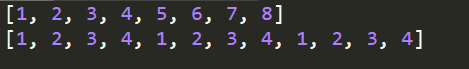 [1, 2, 3, 4, 5, 6, 7, 8]
[1, 2, 3, 4, 1, 2, 3, 4, 1, 2, 3, 4]